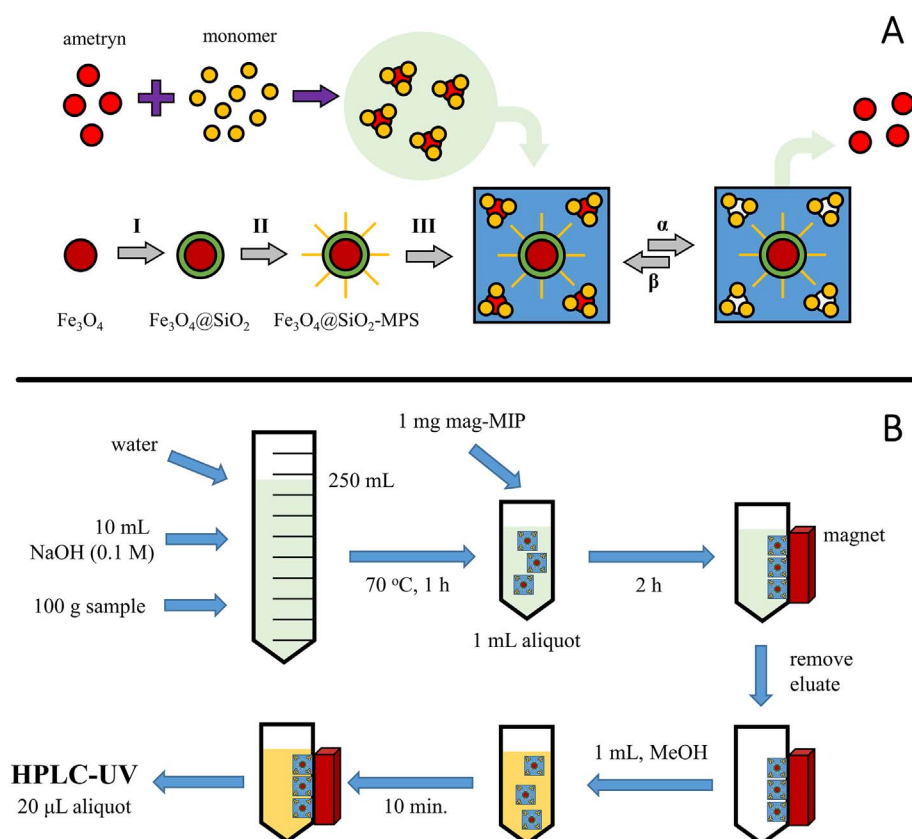 A
ametryn
monomer
I
II
III
α
β
Fe₃O₄
Fe₃O₄@SiO₂
Fe₃O₄@SiO₂-MPS
B
1 mg mag-MIP
water
250 mL
10 mL
NaOH (0.1 M)
magnet
70 ᵒC, 1 h
2 h
100 g sample
1 mL aliquot
remove
eluate
1 mL, MeOH
HPLC-UV
20 µL aliquot
10 min.